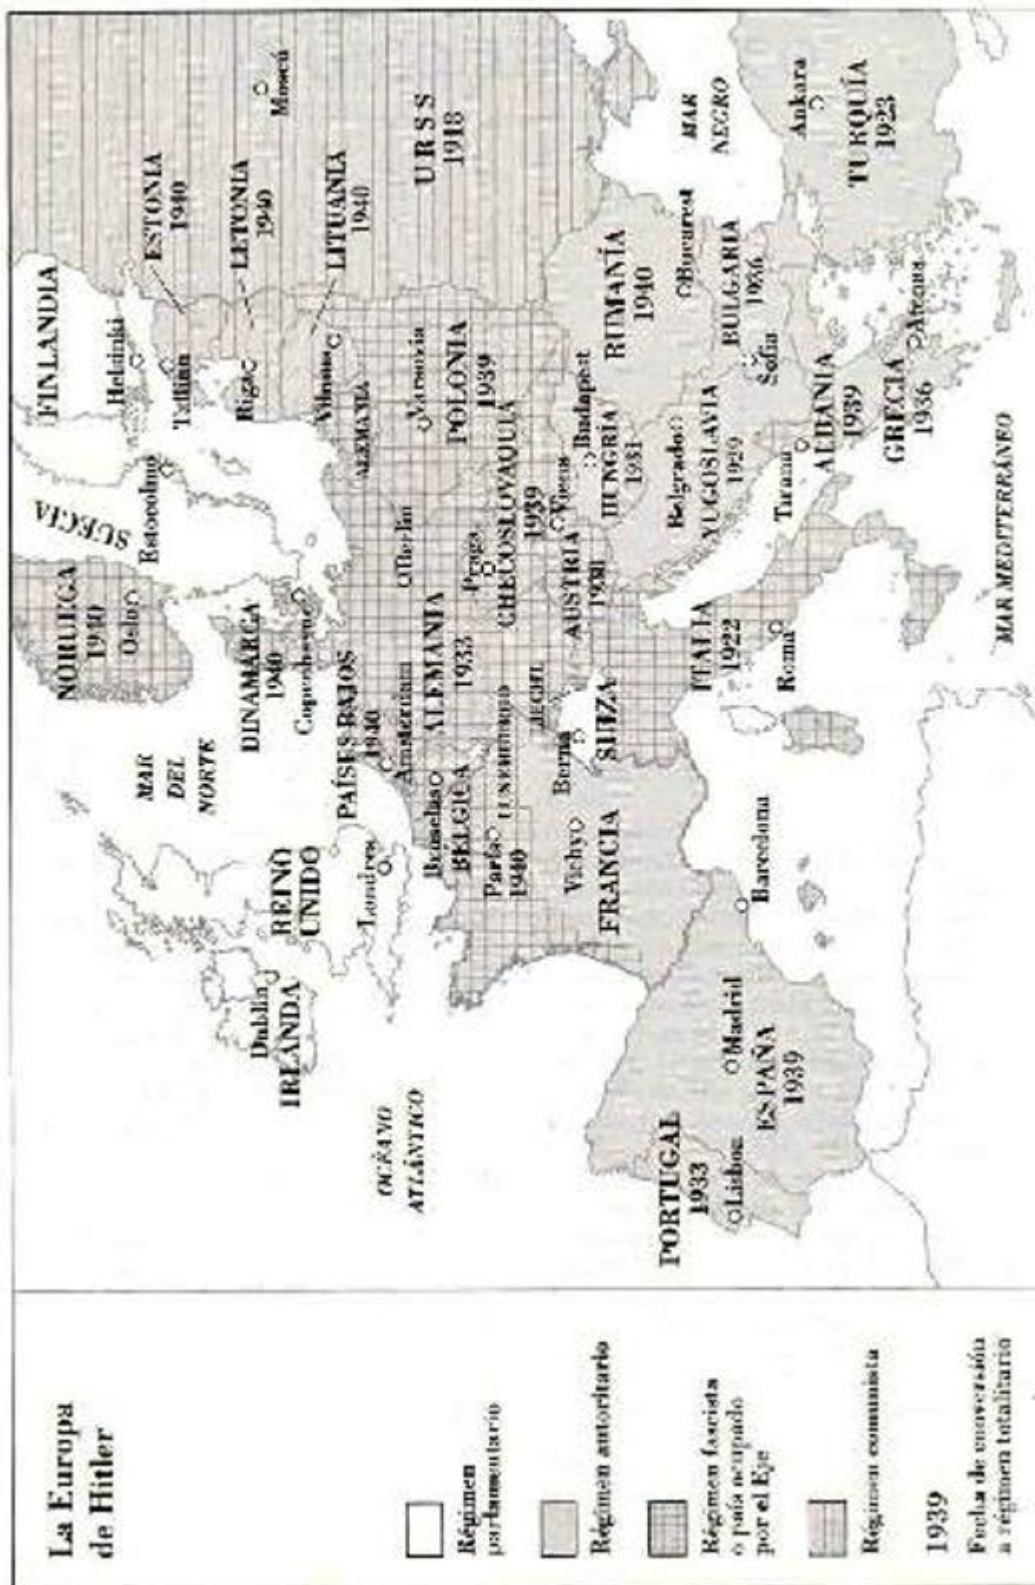 La Europa
de Hitler
Régimen
parlamentario
Régimen autoritario
Régimen fascista
o país ocupado
por el Eje
Régimen comunista
1939
Fecha de conversión
a régimen totalitario
NORUEGA
1940
Oslo
SUECIA
Estocolmo
FINLANDIA
Helsinki
Tallinn
ESTONIA
1940
Riga
LETONIA
1940
Vilnius
LITUANIA
1940
Moscú
URSS
1918
MAR
DEL
NORTE
DINAMARCA
1940
Copenhague
IRLANDA
Dublín
REINO
UNIDO
Londres
PAÍSES BAJOS
1940
Amsterdam
Bruselas
BÉLGICA
LUXEMBURGO
ALEMANIA
1933
Berlín
ALEMANIA
Varsovia
POLONIA
1939
Praga
CHECOSLOVAQUIA
1939
OCÉANO
ATLÁNTICO
París
1940
Vichy
FRANCIA
Berna
SUIZA
LIECHT.
AUSTRIA
1938
Viena
Budapest
HUNGRÍA
1931
RUMANÍA
1940
Bucarest
MAR
NEGRO
Belgrado
YUGOSLAVIA
1929
BULGARIA
1936
Sofía
PORTUGAL
1933
Lisboa
Madrid
ESPAÑA
1939
Barcelona
ITALIA
1922
Roma
Tirana
ALBANIA
1939
GRECIA
1936
Atenas
Ankara
TURQUÍA
1923
MAR MEDITERRÁNEO